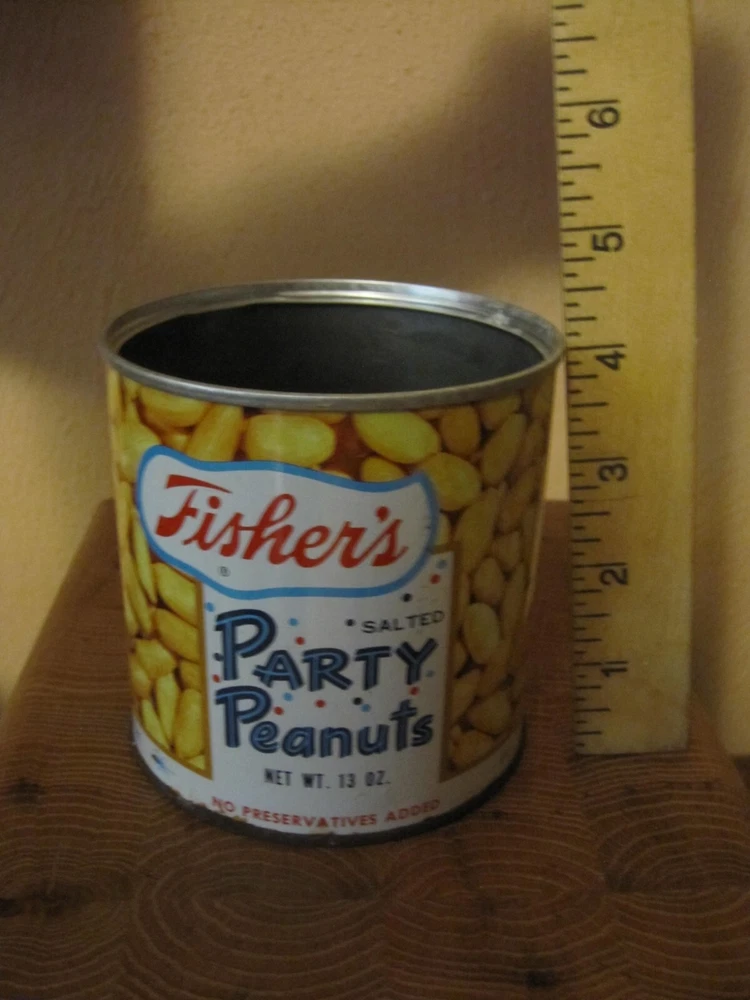 Fisher's
®
SALTED
PARTY
Peanuts
NET WT. 13 OZ.
NO PRESERVATIVES ADDED
6
5
4
3
2
1